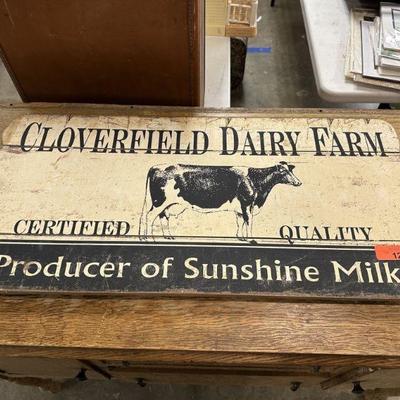 CLOVERFIELD DAIRY FARM
CERTIFIED QUALITY
Producer of Sunshine Milk